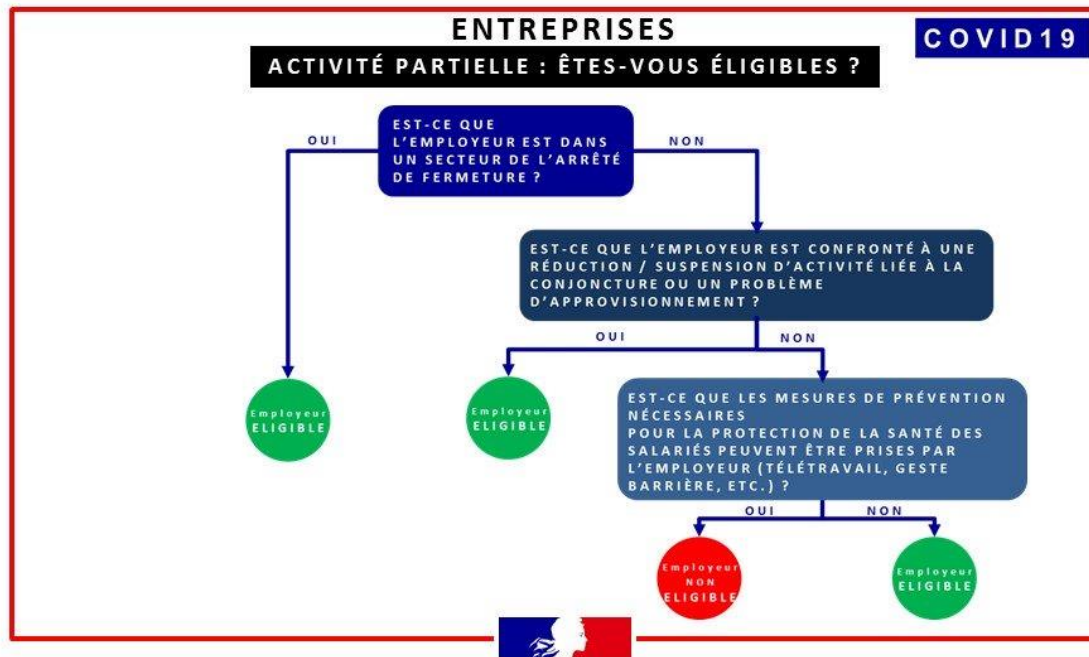 ENTREPRISES
COVID19
ACTIVITÉ PARTIELLE : ÊTES-VOUS ÉLIGIBLES ?
EST-CE QUE
L'EMPLOYEUR EST DANS
UN SECTEUR DE L'ARRÊTÉ
DE FERMETURE ?
OUI
NON
EST-CE QUE L'EMPLOYEUR EST CONFRONTÉ À UNE
RÉDUCTION / SUSPENSION D'ACTIVITÉ LIÉE À LA
CONJONCTURE OU UN PROBLÈME
D'APPROVISIONNEMENT ?
OUI
NON
Employeur
ELIGIBLE
Employeur
ELIGIBLE
EST-CE QUE LES MESURES DE PRÉVENTION
NÉCESSAIRES
POUR LA PROTECTION DE LA SANTÉ DES
SALARIÉS PEUVENT ÊTRE PRISES PAR
L'EMPLOYEUR (TÉLÉTRAVAIL, GESTE
BARRIÈRE, ETC.) ?
OUI
NON
Employeur
NON
ELIGIBLE
Employeur
ELIGIBLE